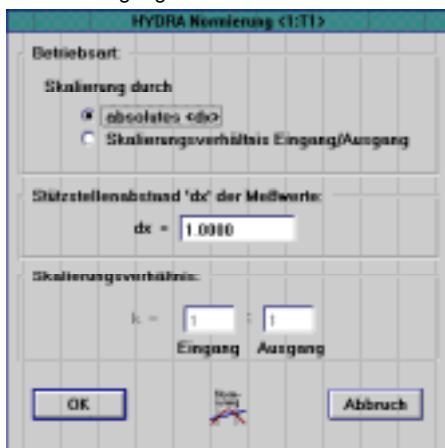 HYDRA Normierung <1:T1>
Betriebsart:
Skalierung durch
absolutes <dx>
Skalierungsverhältnis Eingang/Ausgang
Stützstellenabstand 'dx' der Meßwerte:
dx = 1.0000
Skalierungsverhältnis:
k = 1 : 1
Eingang Ausgang
OK
Abbruch